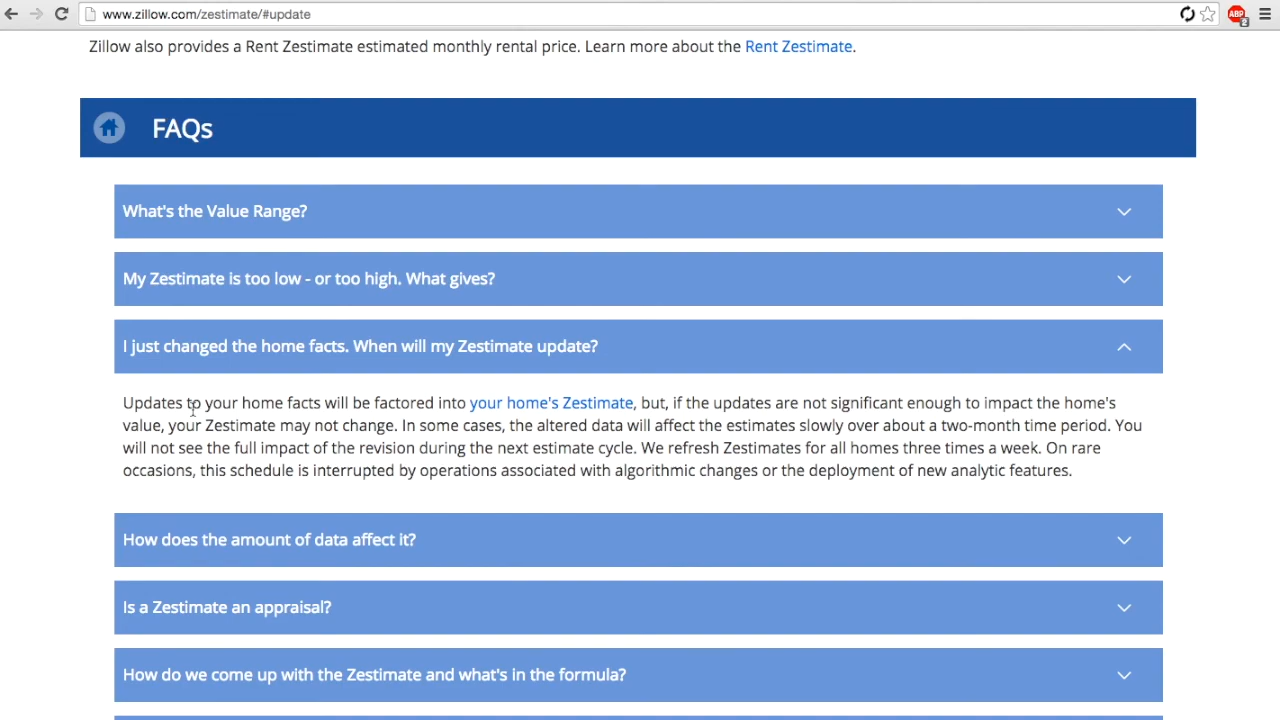 www.zillow.com/zestimate/#update
ABP
2
Zillow also provides a Rent Zestimate estimated monthly rental price. Learn more about the Rent Zestimate.
FAQs
What's the Value Range?
My Zestimate is too low - or too high. What gives?
I just changed the home facts. When will my Zestimate update?
Updates to your home facts will be factored into your home's Zestimate, but, if the updates are not significant enough to impact the home's
value, your Zestimate may not change. In some cases, the altered data will affect the estimates slowly over about a two-month time period. You
will not see the full impact of the revision during the next estimate cycle. We refresh Zestimates for all homes three times a week. On rare
occasions, this schedule is interrupted by operations associated with algorithmic changes or the deployment of new analytic features.
How does the amount of data affect it?
Is a Zestimate an appraisal?
How do we come up with the Zestimate and what's in the formula?